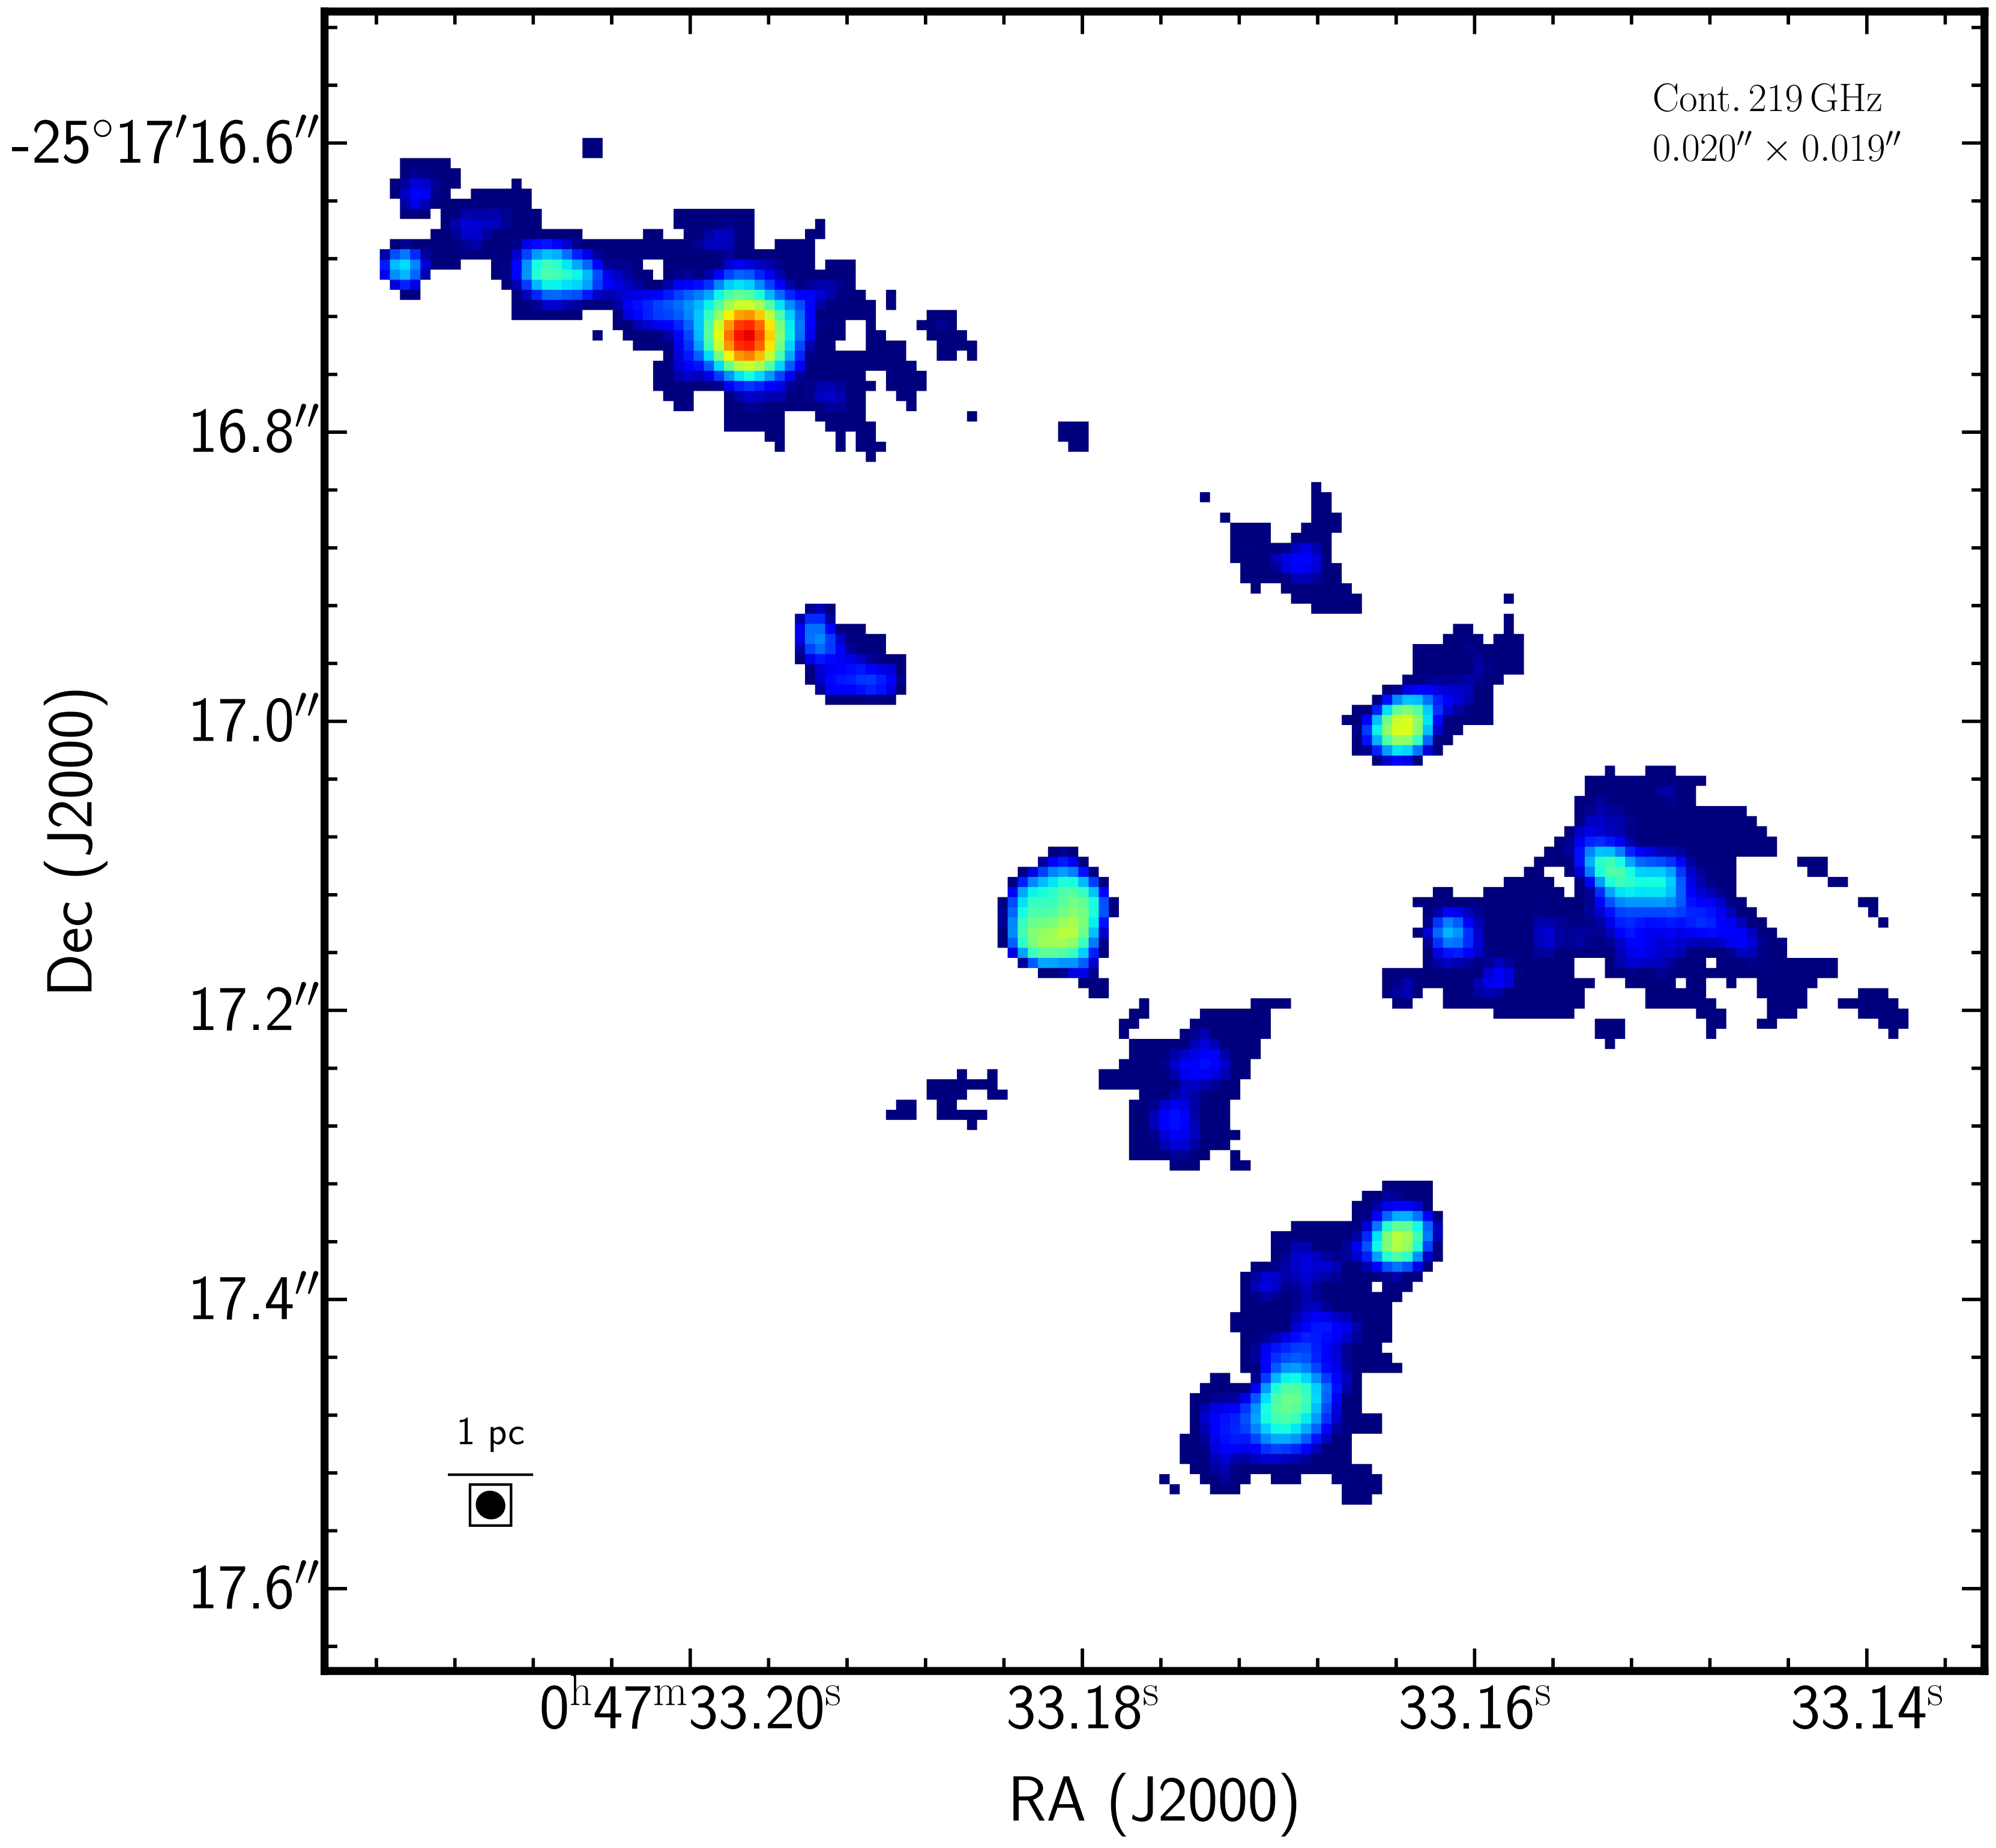 Cont. 219 GHz
0.020″ × 0.019″
-25°17′16.6″
16.8″
17.0″
17.2″
17.4″
17.6″
Dec (J2000)
1 pc
0ʰ47ᵐ33.20ˢ 33.18ˢ 33.16ˢ 33.14ˢ
RA (J2000)